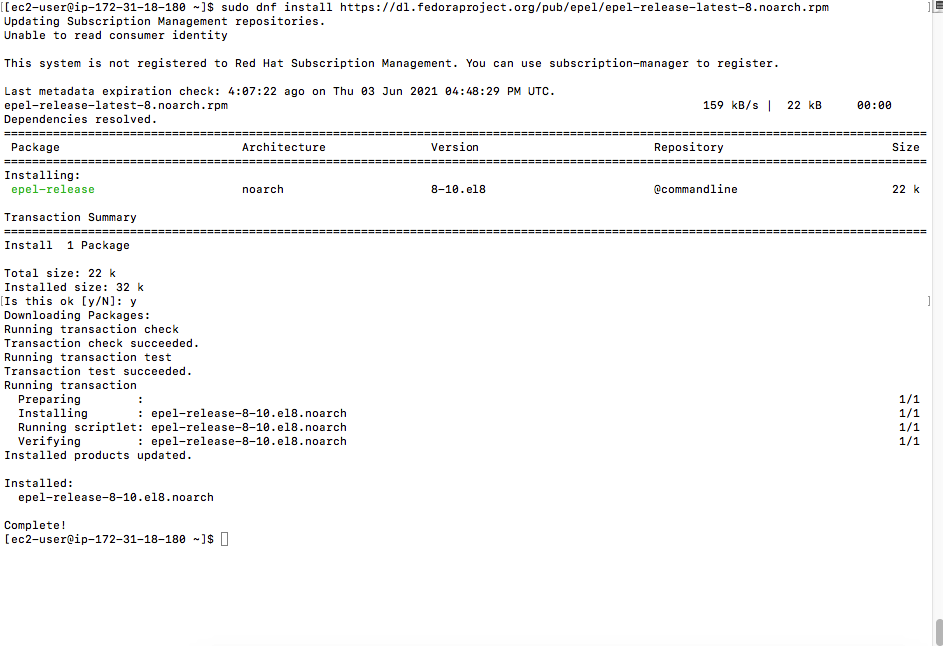 [[ec2-user@ip-172-31-18-180 ~]$ sudo dnf install https://dl.fedoraproject.org/pub/epel/epel-release-latest-8.noarch.rpm ]
Updating Subscription Management repositories.
Unable to read consumer identity
This system is not registered to Red Hat Subscription Management. You can use subscription-manager to register.
Last metadata expiration check: 4:07:22 ago on Thu 03 Jun 2021 04:48:29 PM UTC.
epel-release-latest-8.noarch.rpm 159 kB/s | 22 kB 00:00
Dependencies resolved.
====================================================================================================================================
Package Architecture Version Repository Size
====================================================================================================================================
Installing:
epel-release noarch 8-10.el8 @commandline 22 k
Transaction Summary
====================================================================================================================================
Install 1 Package
Total size: 22 k
Installed size: 32 k
[Is this ok [y/N]: y ]
Downloading Packages:
Running transaction check
Transaction check succeeded.
Running transaction test
Transaction test succeeded.
Running transaction
Preparing : 1/1
Installing : epel-release-8-10.el8.noarch 1/1
Running scriptlet: epel-release-8-10.el8.noarch 1/1
Verifying : epel-release-8-10.el8.noarch 1/1
Installed products updated.
Installed:
epel-release-8-10.el8.noarch
Complete!
[ec2-user@ip-172-31-18-180 ~]$